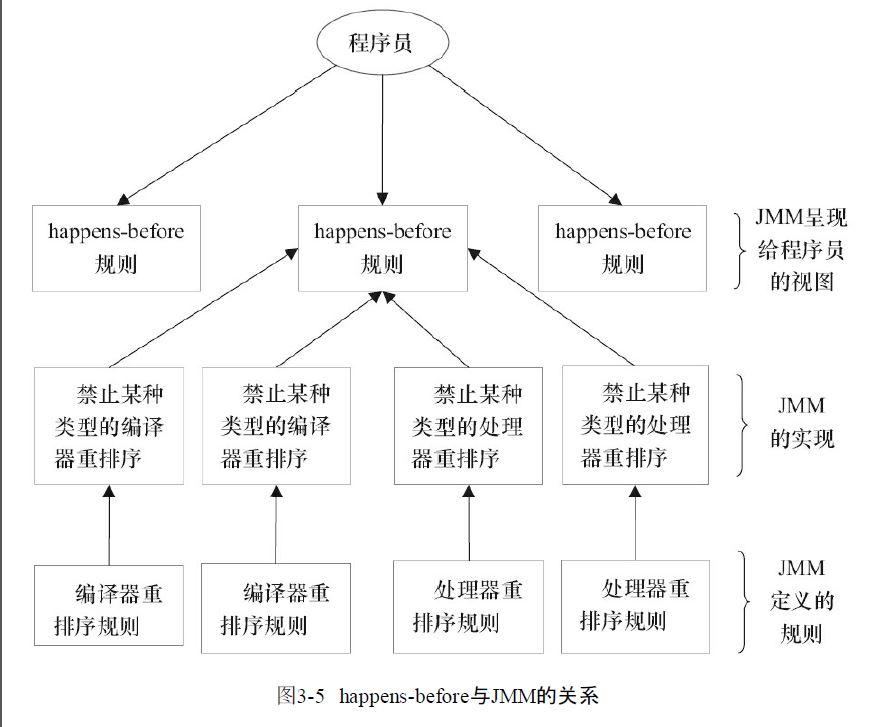 程序员
happens-before
规则
happens-before
规则
happens-before
规则
JMM呈现
给程序员
的视图
禁止某种
类型的编译
器重排序
禁止某种
类型的编译
器重排序
禁止某种
类型的处理
器重排序
禁止某种
类型的处理
器重排序
JMM
的实现
编译器重
排序规则
编译器重
排序规则
处理器重
排序规则
处理器重
排序规则
JMM
定义的
规则
图3-5 happens-before与JMM的关系